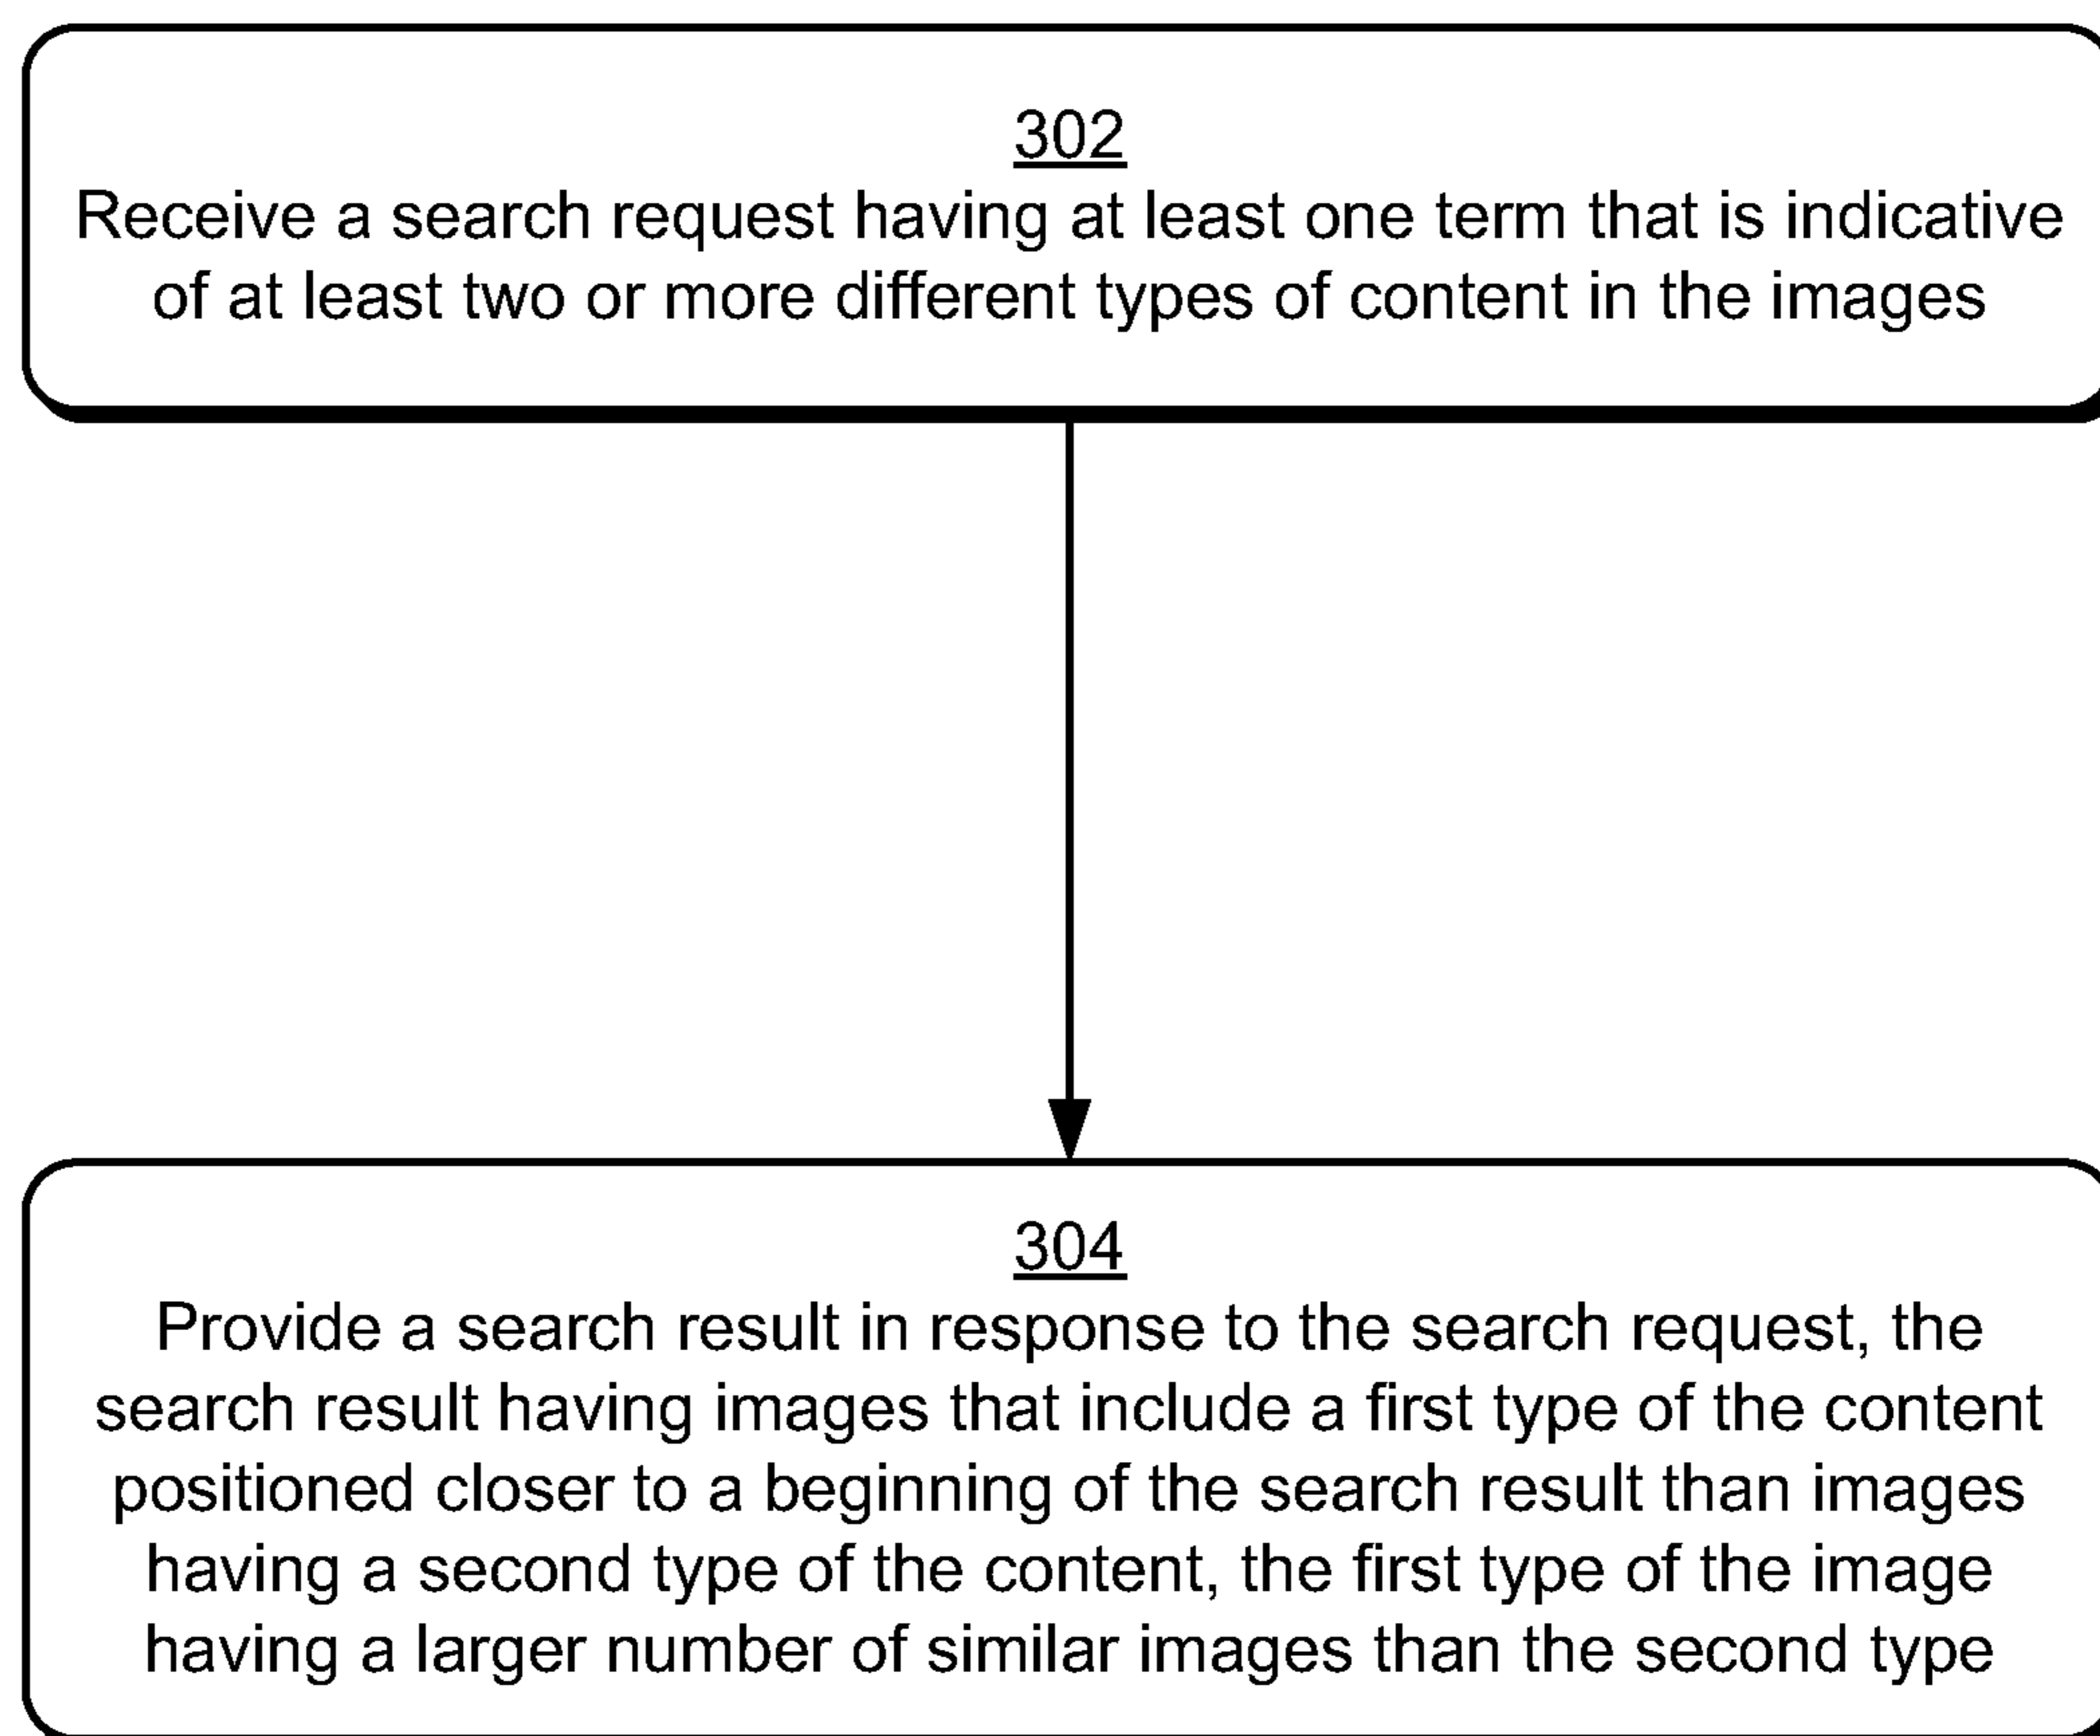 302
Receive a search request having at least one term that is indicative
of at least two or more different types of content in the images
304
Provide a search result in response to the search request, the
search result having images that include a first type of the content
positioned closer to a beginning of the search result than images
having a second type of the content, the first type of the image
having a larger number of similar images than the second type